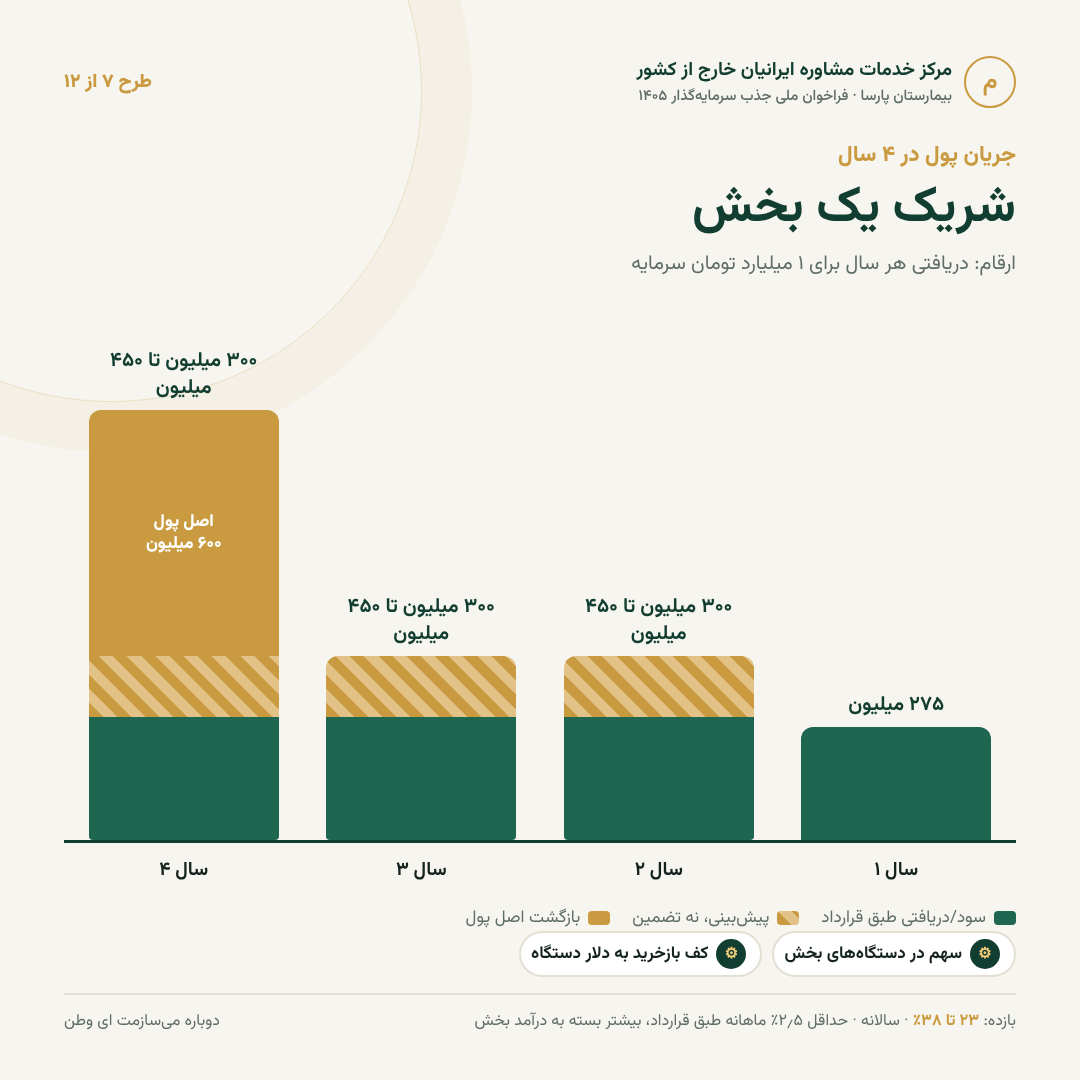 م
مرکز خدمات مشاوره ایرانیان خارج از کشور
بیمارستان پارسا · فراخوان ملی جذب سرمایه‌گذار ۱۴۰۵
طرح ۷ از ۱۲
جریان پول در ۴ سال
شریک یک بخش
ارقام: دریافتی هر سال برای ۱ میلیارد تومان سرمایه
۲۷۵ میلیون
۳۰۰ میلیون تا ۴۵۰
میلیون
۳۰۰ میلیون تا ۴۵۰
میلیون
۳۰۰ میلیون تا ۴۵۰
میلیون
اصل پول
۶۰۰ میلیون
سال ۱
سال ۲
سال ۳
سال ۴
سود/دریافتی طبق قرارداد
پیش‌بینی، نه تضمین
بازگشت اصل پول
سهم در دستگاه‌های بخش
کف بازخرید به دلار دستگاه
بازده: ۲۳ تا ۳۸٪ · سالانه · حداقل ۲٫۵٪ ماهانه طبق قرارداد، بیشتر بسته به درآمد بخش
دوباره می‌سازمت ای وطن